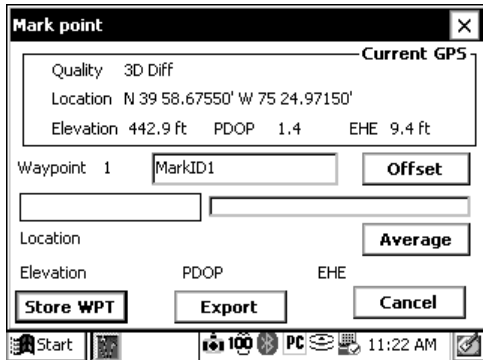 Mark point
Current GPS
Quality 3D Diff
Location N 39 58.67550' W 75 24.97150'
Elevation 442.9 ft PDOP 1.4 EHE 9.4 ft
Waypoint 1 MarkID1 Offset
Location Average
Elevation PDOP EHE
Store WPT Export Cancel
Start 100 PC 11:22 AM